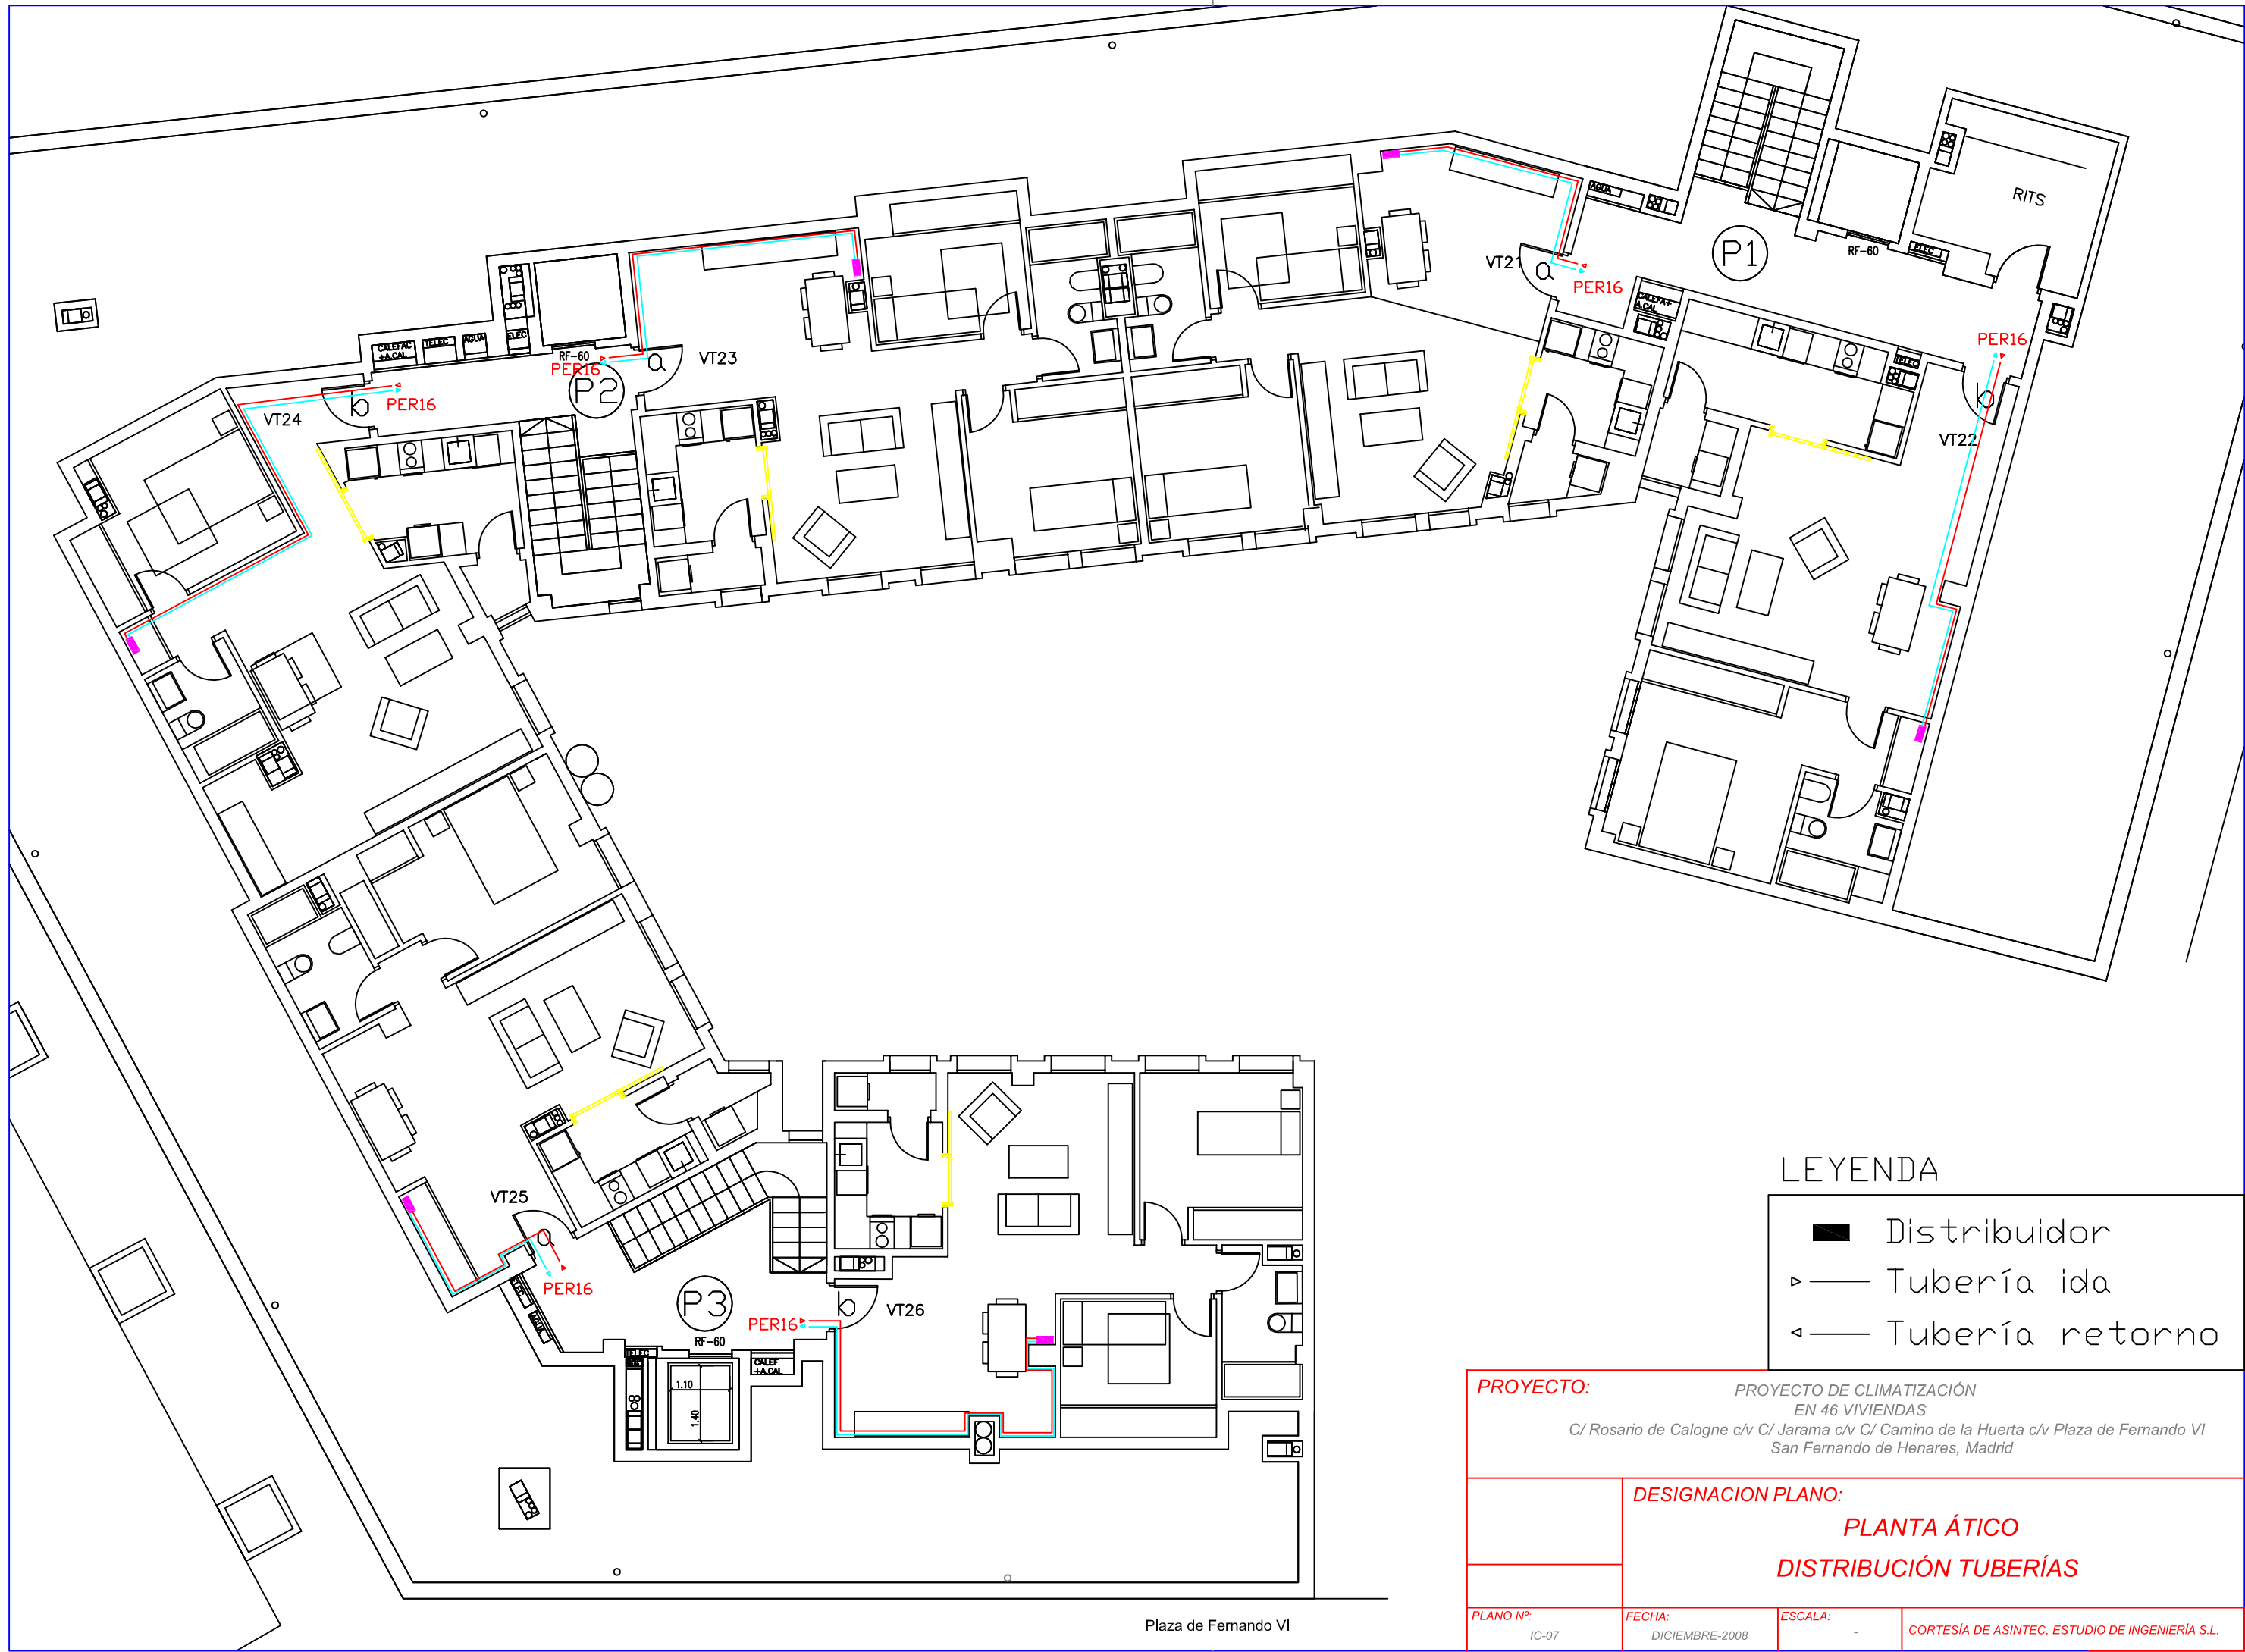 RITS
AGUA
P1
RF-60
ELEC
VT21
a
PER16
CALEFA+
A.CAL
PER16
TELEC
b
VT22
CALEFAC
+A.CAL
TELEC
AGUA
ELEC
RF-60
PER16
P2
a
VT23
VT24
b
PER16
VT25
a
PER16
TELEC
AGUA
P3
RF-60
PER16
b
VT26
TELEC
CALEF
+A.CAL
1.10
1.40
LEYENDA
Distribuidor
Tubería ida
Tubería retorno
PROYECTO:
PROYECTO DE CLIMATIZACIÓN
EN 46 VIVIENDAS
C/ Rosario de Calogne c/v C/ Jarama c/v C/ Camino de la Huerta c/v Plaza de Fernando VI
San Fernando de Henares, Madrid
DESIGNACION PLANO:
PLANTA ÁTICO
DISTRIBUCIÓN TUBERÍAS
PLANO Nº:
IC-07
FECHA:
DICIEMBRE-2008
ESCALA:
-
CORTESÍA DE ASINTEC, ESTUDIO DE INGENIERÍA S.L.
Plaza de Fernando VI